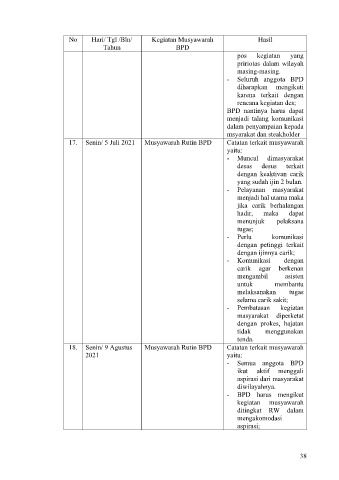 No Hari/ Tgl /Bln/ Tahun Kegiatan Musyawarah BPD Hasil
pos kegiatan yang
prirotas dalam wilayah
masing-masing.
- Seluruh anggota BPD
diharapkan mengikuti
karena terkait dengan
rencana kegiatan des;
BPD nantinya harus dapat
menjadi talang komunikasi
dalam penyampaian kepada
msyarakat dan steakholder
17. Senin/ 5 Juli 2021 Musyawarah Rutin BPD Catatan terkait musyawarah
yaitu:
- Muncul dimasyarakat
desas desus terkait
dengan keaktivan carik
yang sudah ijin 2 bulan.
- Pelayanan masyarakat
menjadi hal utama maka
jika carik berhalangan
hadir, maka dapat
menunjuk pelaksana
tugas;
- Perlu komunikasi
dengan petinggi terkait
dengan ijinnya carik;
- Komunikasi dengan
carik agar berkenan
mengambil asisten
untuk membantu
melaksanakan tugas
selama carik sakit;
- Pembatasan kegiatan
masyarakat diperketat
dengan prokes, hajatan
tidak menggunakan
tenda.
18. Senin/ 9 Agustus 2021 Musyawarah Rutin BPD Catatan terkait musyawarah
yaitu;
- Semua anggota BPD
ikut aktif menggali
aspirasi dari masyarakat
diwilayahnya.
- BPD harus mengikut
kegiatan musyawarah
ditingkat RW dalam
mengakomodasi
aspirasi;
38